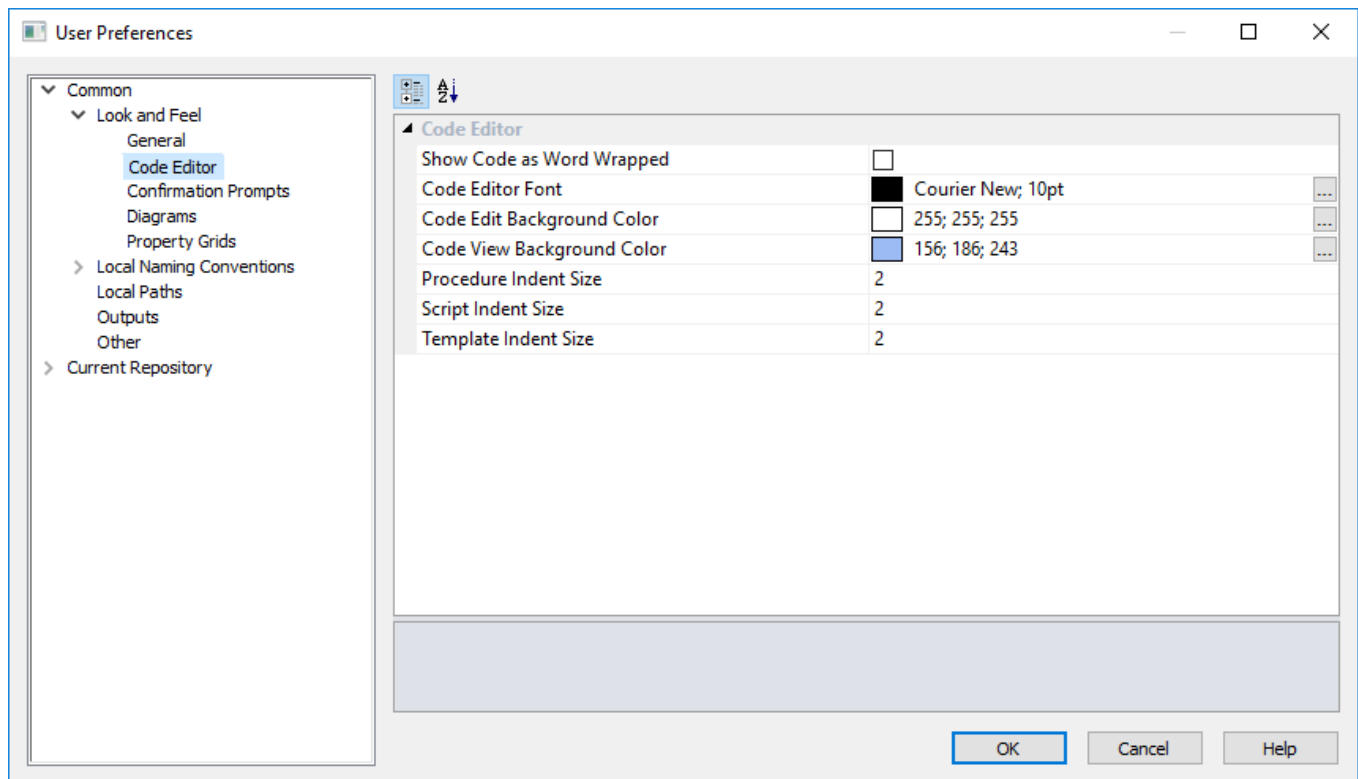 User Preferences
Common
Look and Feel
General
Code Editor
Confirmation Prompts
Diagrams
Property Grids
Local Naming Conventions
Local Paths
Outputs
Other
Current Repository
Code Editor
Show Code as Word Wrapped
Code Editor Font Courier New; 10pt ...
Code Edit Background Color 255; 255; 255 ...
Code View Background Color 156; 186; 243 ...
Procedure Indent Size 2
Script Indent Size 2
Template Indent Size 2
OK Cancel Help